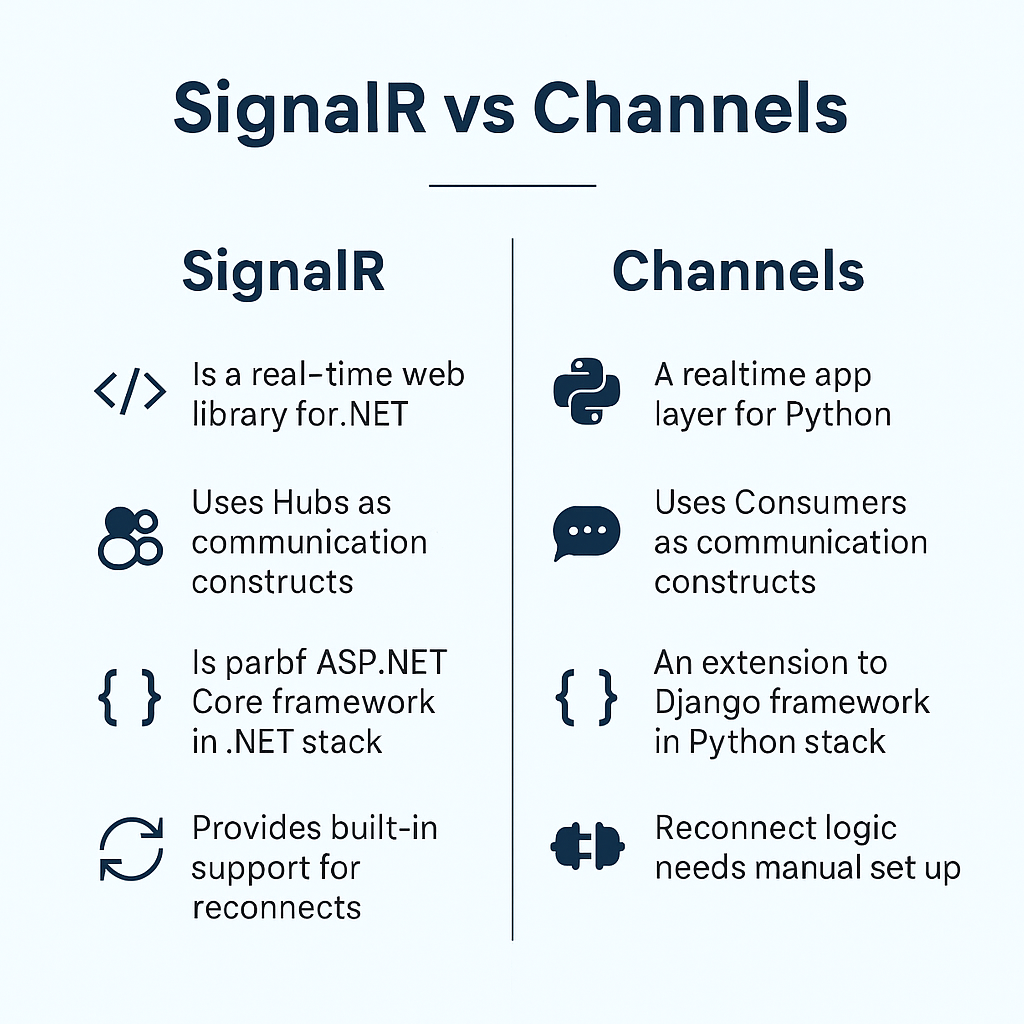 SignalR vs Channels
SignalR
Is a real-time web
library for.NET
Uses Hubs as
communication
constructs
Is parbf ASP.NET
Core framework
in .NET stack
Provides built-in
support for
reconnects
Channels
A realtime app
layer for Python
Uses Consumers
as communication
constructs
An extension to
Django framework
in Python stack
Reconnect logic
needs manual set up